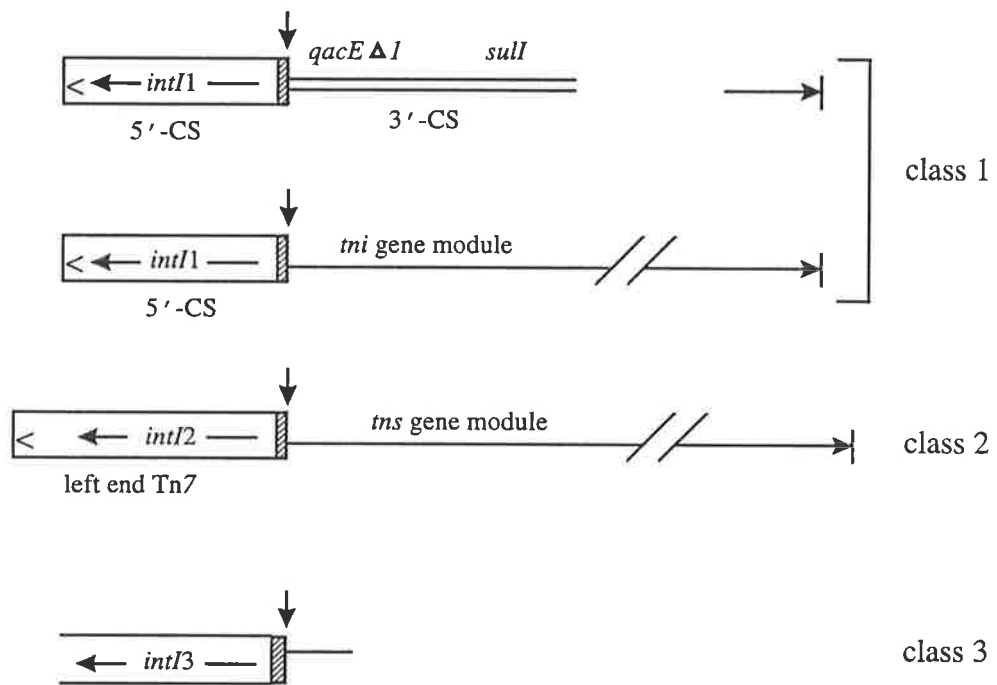 qacE Δ 1 sulI
< intI1
5′-CS 3′-CS
class 1
tni gene module
< intI1
5′-CS
tns gene module
< intI2
class 2
left end Tn7
intI3
class 3